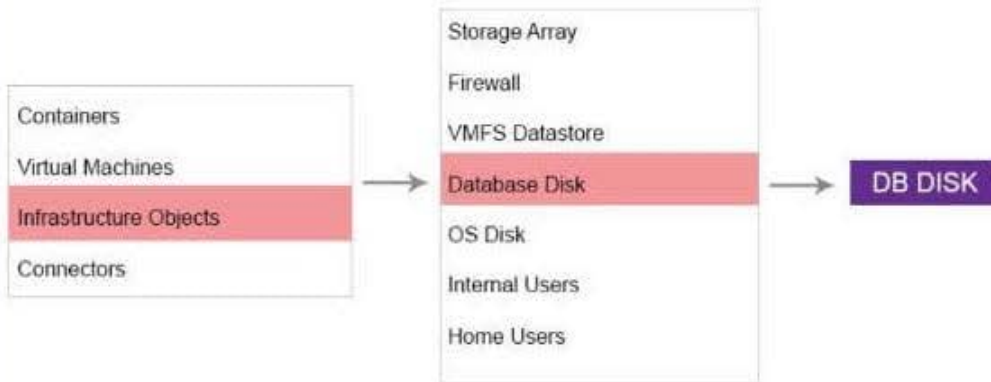 Containers
Virtual Machines
Infrastructure Objects
Connectors
Storage Array
Firewall
VMFS Datastore
Database Disk
OS Disk
Internal Users
Home Users
DB DISK